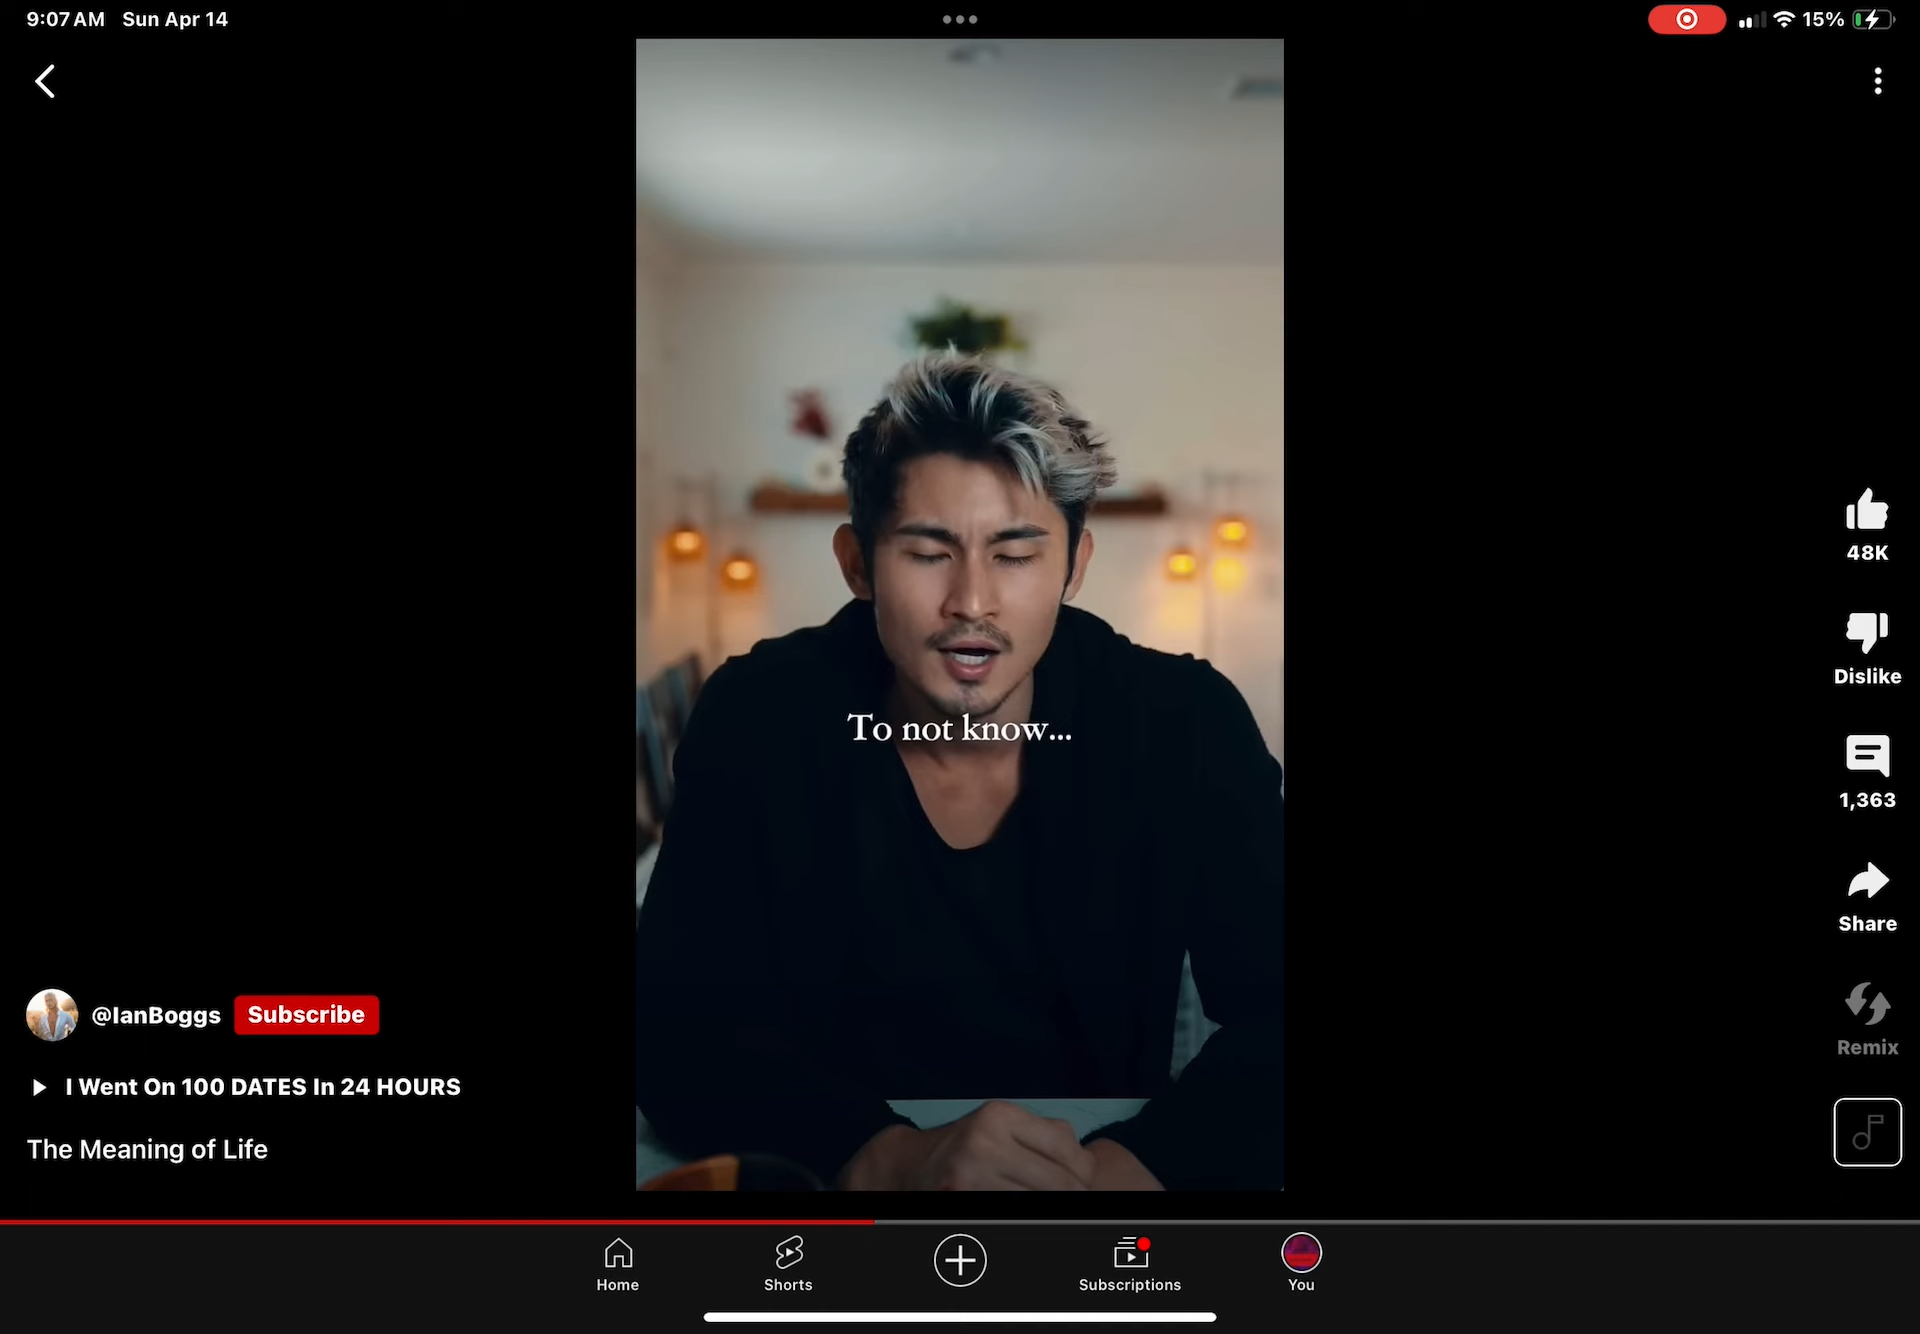 9:07 AM Sun Apr 14
15%
To not know...
48K
Dislike
1,363
Share
Remix
@IanBoggs Subscribe
I Went On 100 DATES In 24 HOURS
The Meaning of Life
Home Shorts Subscriptions You